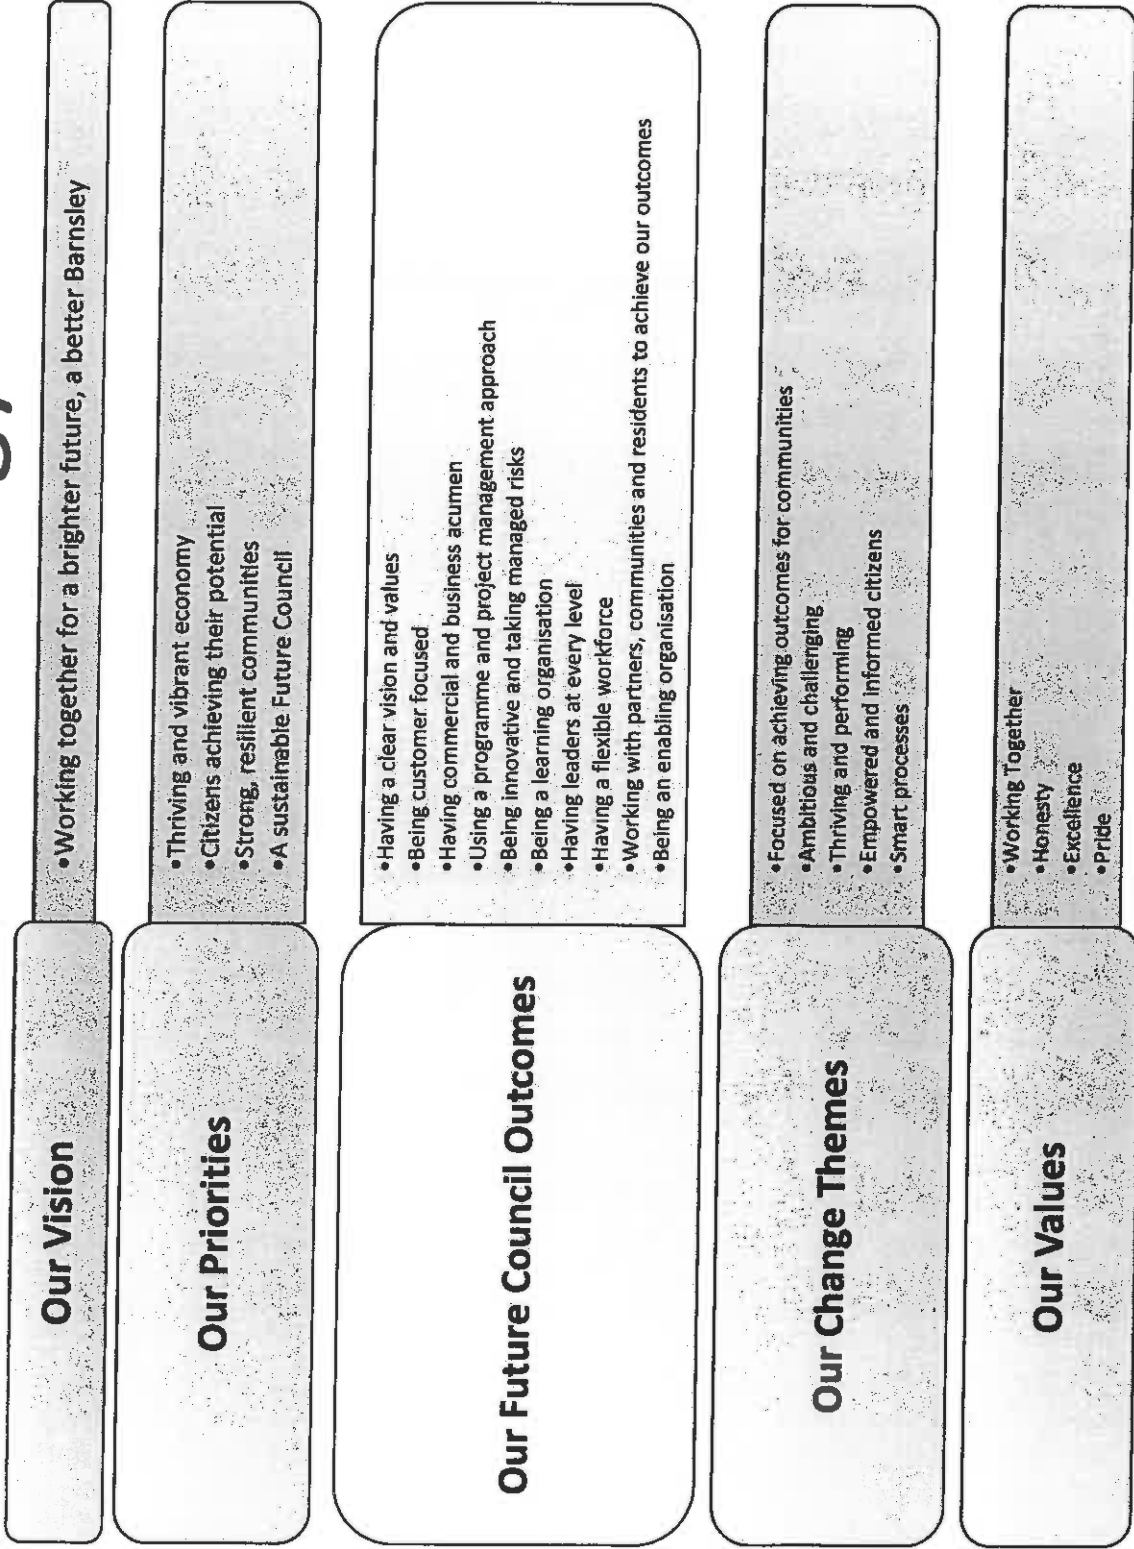 Our Vision
•Working together for a brighter future, a better Barnsley
Our Priorities
•Thriving and vibrant economy
•Citizens achieving their potential
•Strong, resilient communities
•A sustainable Future Council
Our Future Council Outcomes
•Having a clear vision and values
•Being customer focused
•Having commercial and business acumen
•Using a programme and project management approach
•Being innovative and taking managed risks
•Being a learning organisation
•Having leaders at every level
•Having a flexible workforce
•Working with partners, communities and residents to achieve our outcomes
•Being an enabling organisation
Our Change Themes
•Focused on achieving outcomes for communities
•Ambitious and challenging
•Thriving and performing
•Empowered and informed citizens
•Smart processes
Our Values
•Working Together
•Honesty
•Excellence
•Pride